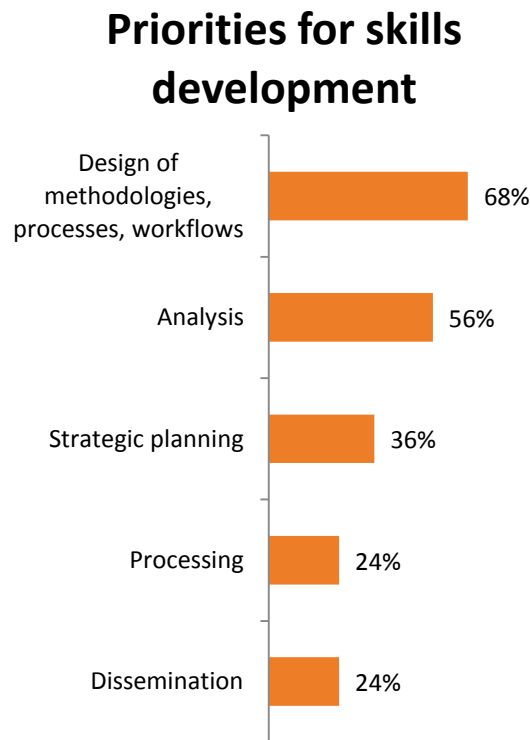 Priorities for skills
development
Design of
methodologies,
processes, workflows
68%
Analysis
56%
Strategic planning
36%
Processing
24%
Dissemination
24%